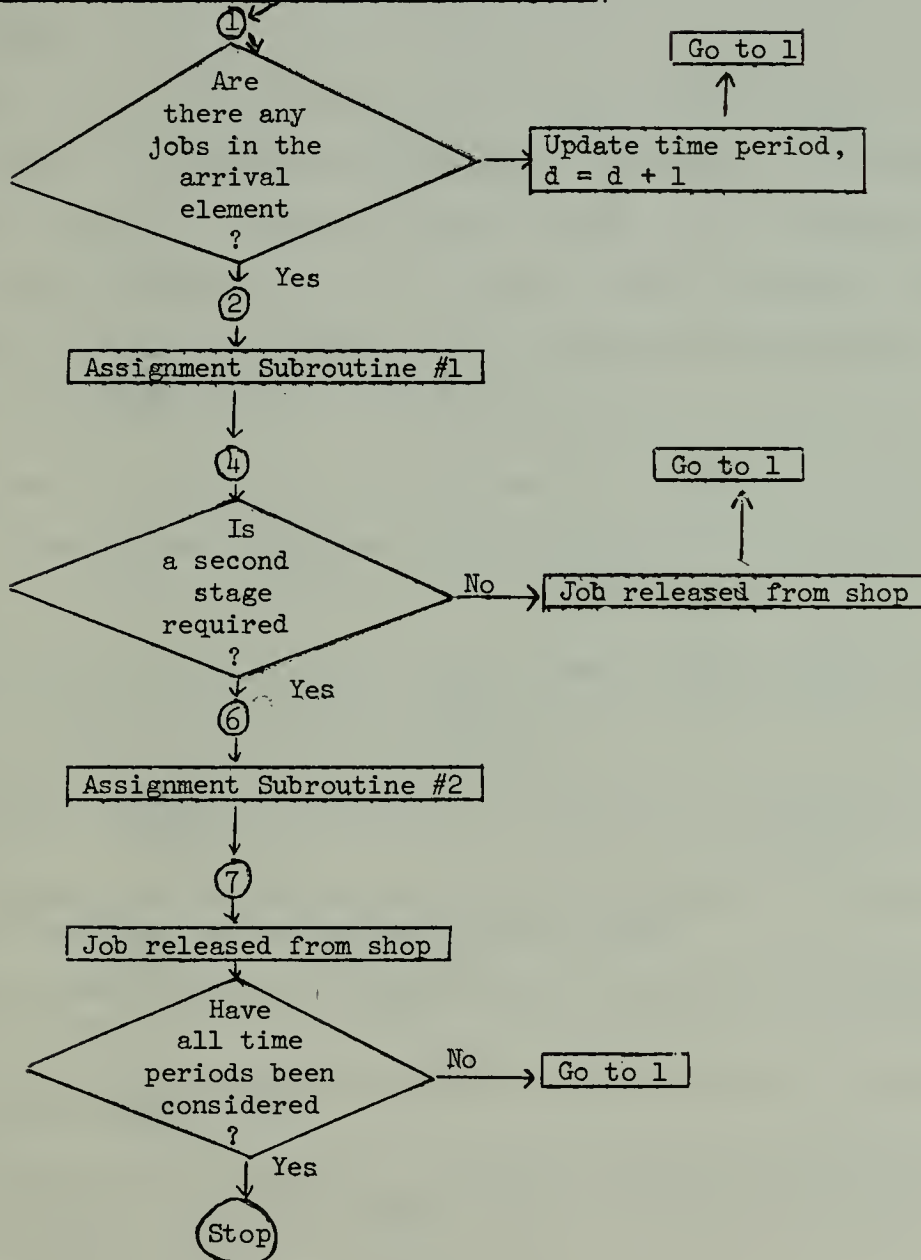 1
Are
there any
jobs in the
arrival
element
?
Go to 1
Update time period,
d = d + 1
Yes
2
Assignment Subroutine #1
4
Is
a second
stage
required
?
No
Go to 1
Job released from shop
Yes
6
Assignment Subroutine #2
7
Job released from shop
Have
all time
periods been
considered
?
No
Go to 1
Yes
Stop